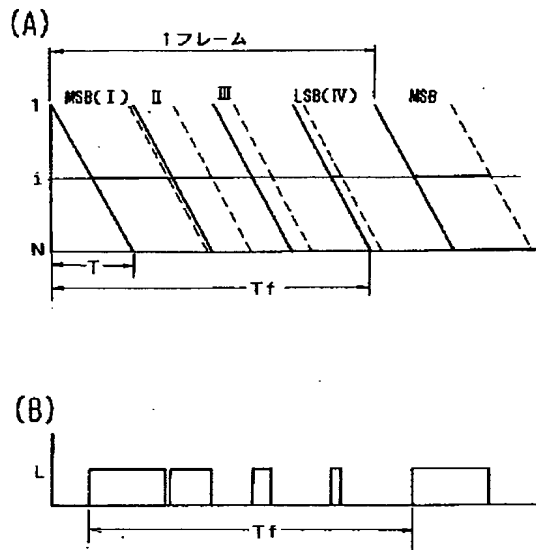 (A)
1フレーム
1 MSB(I) II III LSB(IV) MSB
i
N
T
Tf
(B)
L
Tf